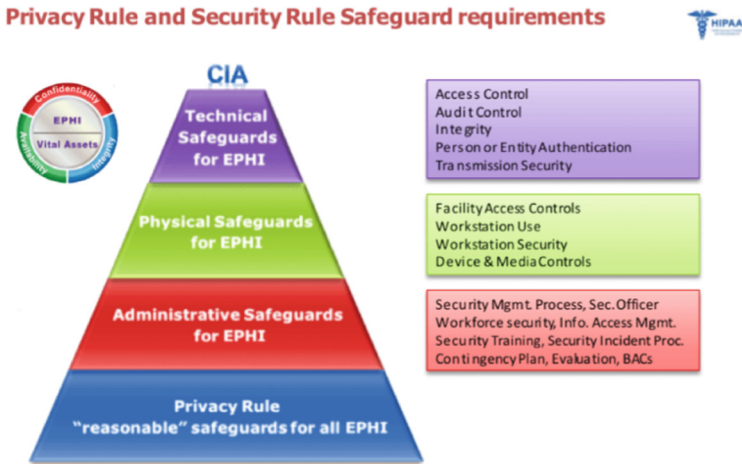 Privacy Rule and Security Rule Safeguard requirements
HIPAA
CIA
Confidentiality
EPHI
Vital Assets
Availability
Integrity
Technical
Safeguards
for EPHI
Physical Safeguards
for EPHI
Administrative Safeguards
for EPHI
Privacy Rule
“reasonable” safeguards for all EPHI
Access Control
Audit Control
Integrity
Person or Entity Authentication
Transmission Security
Facility Access Controls
Workstation Use
Workstation Security
Device & Media Controls
Security Mgmt. Process, Sec. Officer
Workforce security, Info. Access Mgmt.
Security Training, Security Incident Proc.
Contingency Plan, Evaluation, BACs